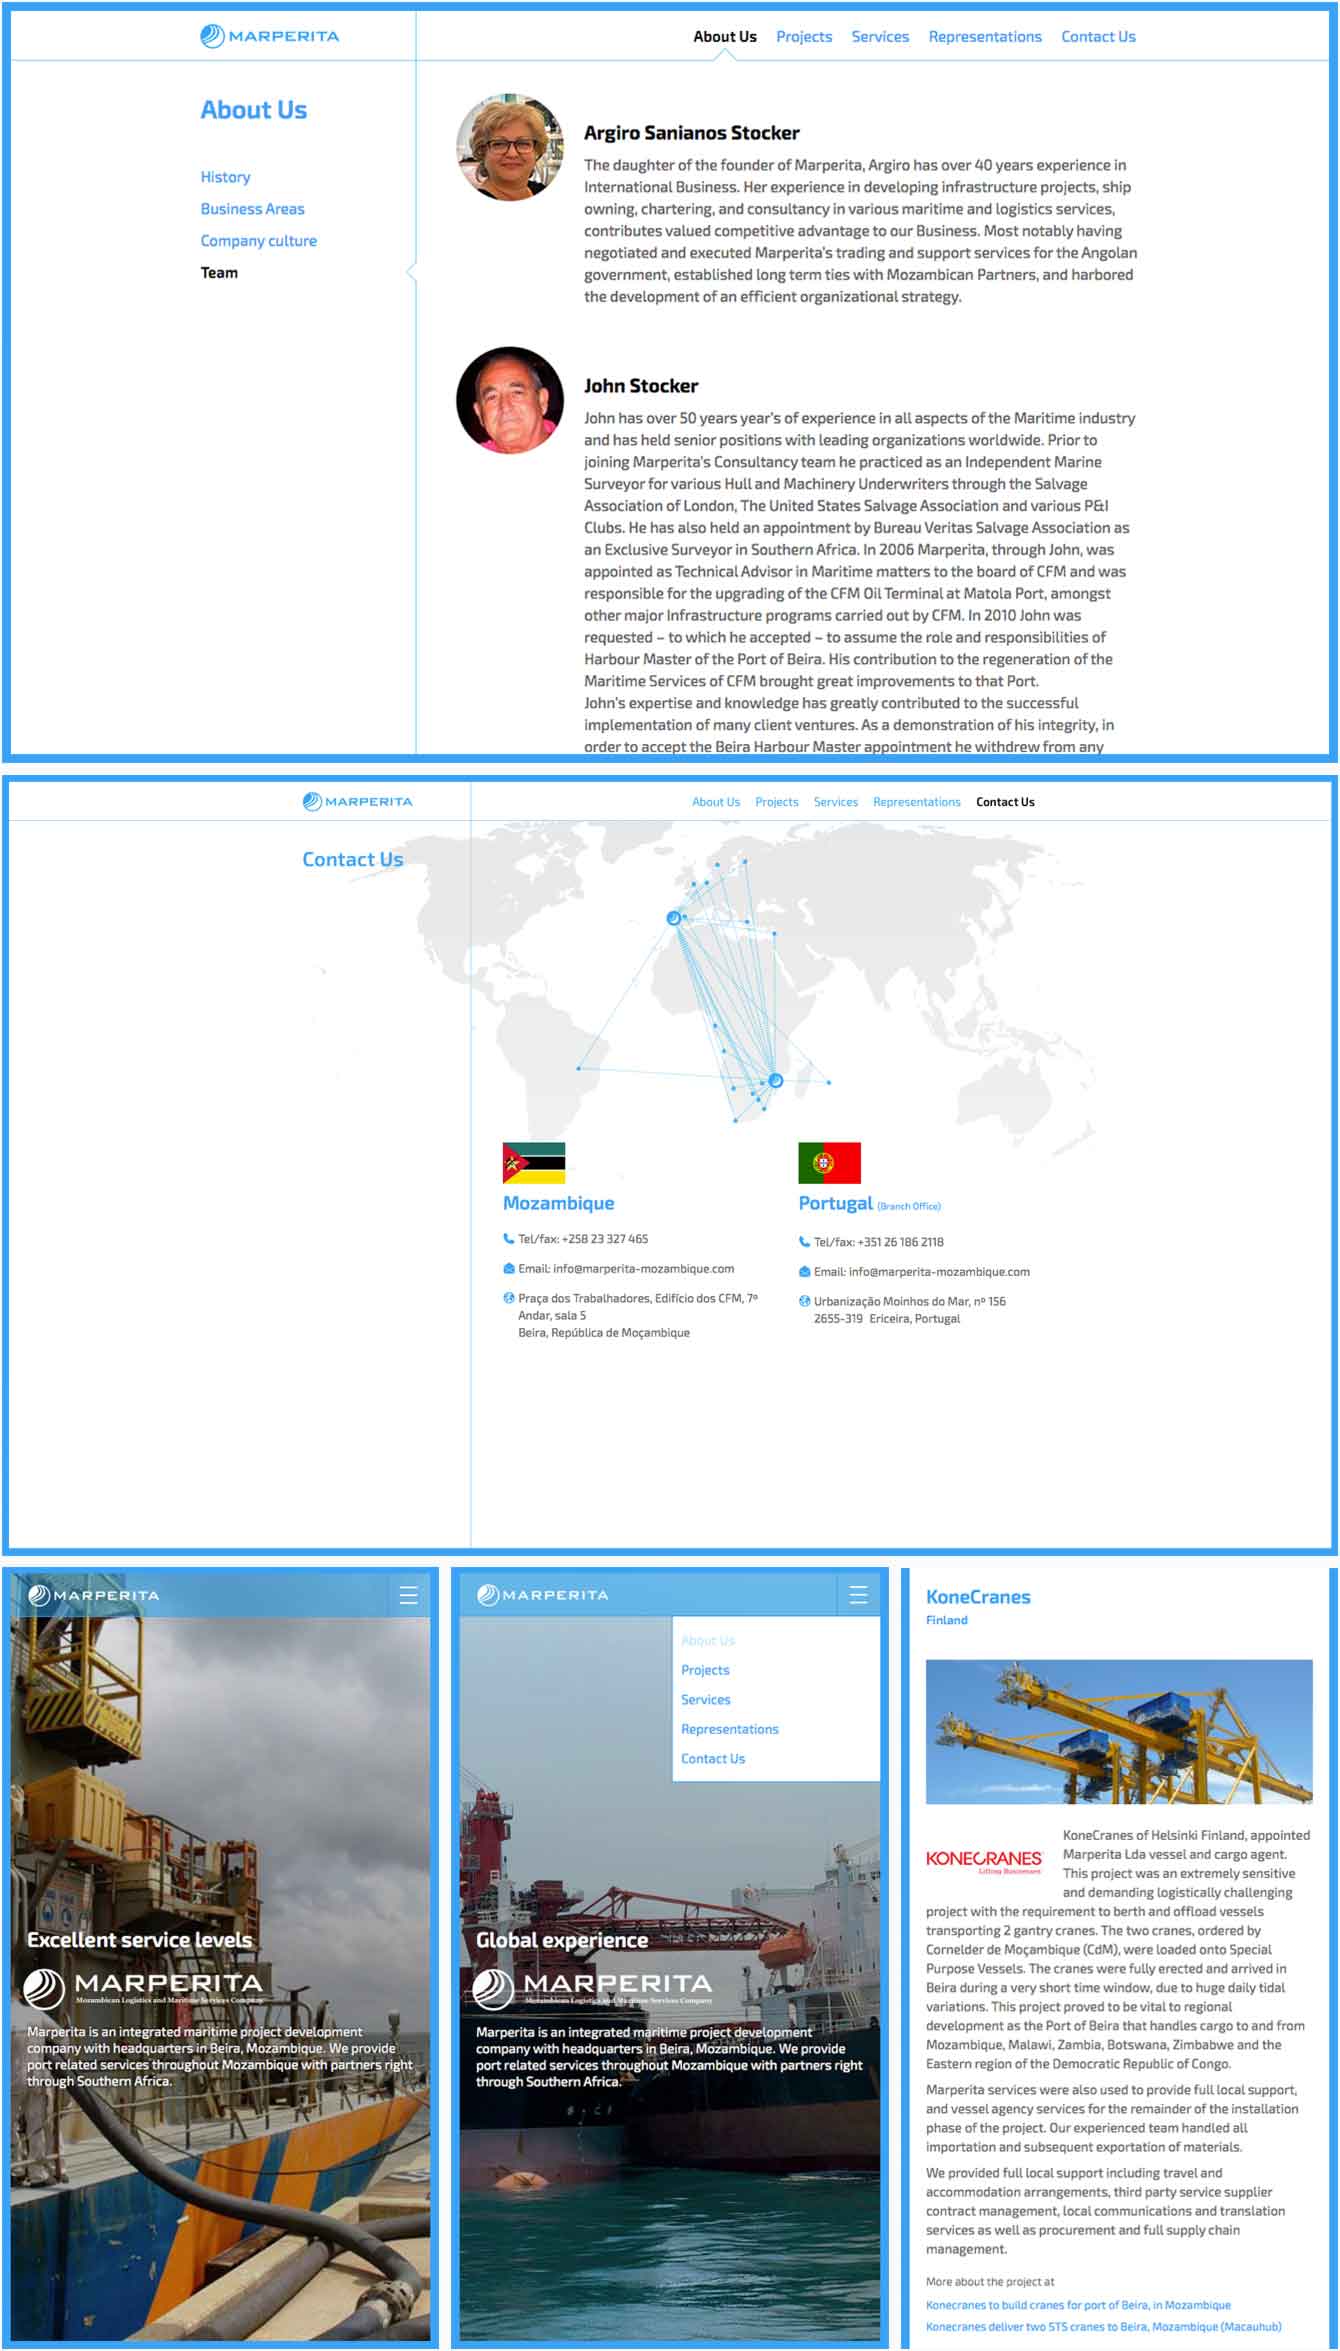 MARPERITA
About Us Projects Services Representations Contact Us
About Us
History
Business Areas
Company culture
Team
Argiro Sanianos Stocker
The daughter of the founder of Marperita, Argiro has over 40 years experience in
International Business. Her experience in developing infrastructure projects, ship
owning, chartering, and consultancy in various maritime and logistics services,
contributes valued competitive advantage to our Business. Most notably having
negotiated and executed Marperita's trading and support services for the Angolan
government, established long term ties with Mozambican Partners, and harbored
the development of an efficient organizational strategy.
John Stocker
John has over 50 years year's of experience in all aspects of the Maritime industry
and has held senior positions with leading organizations worldwide. Prior to
joining Marperita's Consultancy team he practiced as an Independent Marine
Surveyor for various Hull and Machinery Underwriters through the Salvage
Association of London, The United States Salvage Association and various P&I
Clubs. He has also held an appointment by Bureau Veritas Salvage Association as
an Exclusive Surveyor in Southern Africa. In 2006 Marperita, through John, was
appointed as Technical Advisor in Maritime matters to the board of CFM and was
responsible for the upgrading of the CFM Oil Terminal at Matola Port, amongst
other major Infrastructure programs carried out by CFM. In 2010 John was
requested – to which he accepted – to assume the role and responsibilities of
Harbour Master of the Port of Beira. His contribution to the regeneration of the
Maritime Services of CFM brought great improvements to that Port.
John's expertise and knowledge has greatly contributed to the successful
implementation of many client ventures. As a demonstration of his integrity, in
order to accept the Beira Harbour Master appointment he withdrew from any
MARPERITA
About Us Projects Services Representations Contact Us
Contact Us
Mozambique
Tel/fax: +258 23 327 465
Email: info@marperita-mozambique.com
Praça dos Trabalhadores, Edifício dos CFM, 7º
Andar, sala 5
Beira, República de Moçambique
Portugal (Branch Office)
Tel/fax: +351 26 186 2118
Email: info@marperita-mozambique.com
Urbanização Moinhos do Mar, nº 156
2655-319 Ericeira, Portugal
MARPERITA
Excellent service levels
MARPERITA
Mozambican Logistics and Maritime Services Company
Marperita is an integrated maritime project development
company with headquarters in Beira, Mozambique. We provide
port related services throughout Mozambique with partners right
through Southern Africa.
MARPERITA
About Us
Projects
Services
Representations
Contact Us
Global experience
MARPERITA
Mozambican Logistics and Maritime Services Company
Marperita is an integrated maritime project development
company with headquarters in Beira, Mozambique. We provide
port related services throughout Mozambique with partners right
through Southern Africa.
KoneCranes
Finland
KONECRANES
Lifting Businesses
KoneCranes of Helsinki Finland, appointed
Marperita Lda vessel and cargo agent.
This project was an extremely sensitive
and demanding logistically challenging
project with the requirement to berth and offload vessels
transporting 2 gantry cranes. The two cranes, ordered by
Cornelder de Moçambique (CdM), were loaded onto Special
Purpose Vessels. The cranes were fully erected and arrived in
Beira during a very short time window, due to huge daily tidal
variations. This project proved to be vital to regional
development as the Port of Beira that handles cargo to and from
Mozambique, Malawi, Zambia, Botswana, Zimbabwe and the
Eastern region of the Democratic Republic of Congo.
Marperita services were also used to provide full local support,
and vessel agency services for the remainder of the installation
phase of the project. Our experienced team handled all
importation and subsequent exportation of materials.
We provided full local support including travel and
accommodation arrangements, third party service supplier
contract management, local communications and translation
services as well as procurement and full supply chain
management.
More about the project at
Konecranes to build cranes for port of Beira, in Mozambique
Konecranes deliver two STS cranes to Beira, Mozambique (Macauhub)